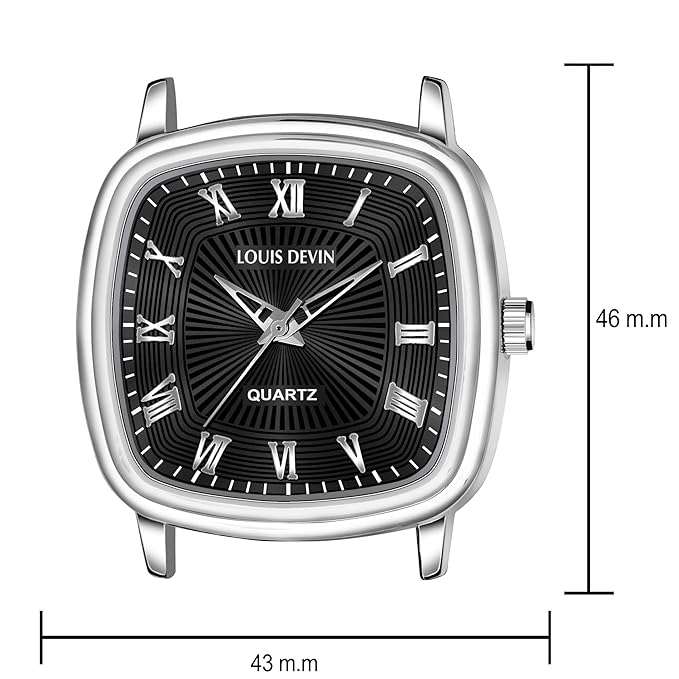 XII
I
II
III
IIII
V
VI
VII
VIII
IX
X
XI
LOUIS DEVIN
QUARTZ
46 m.m
43 m.m